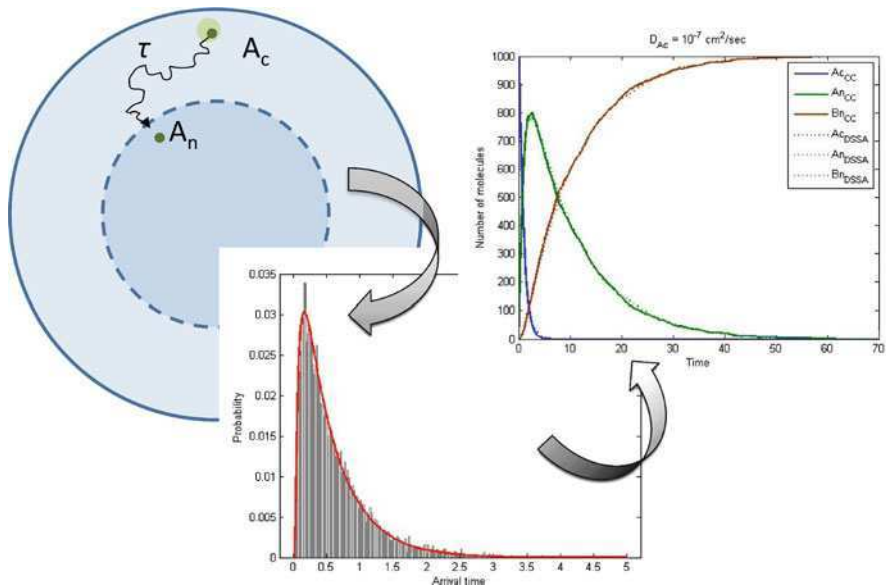 τ
A_c
A_n
D_Ac = 10^-7 cm^2/sec
Number of molecules
1,000
900
800
700
600
500
400
300
200
100
0
0 10 20 30 40 50 60 70
Time
Ac_CC
An_CC
Bn_CC
Ac_DSSA
An_DSSA
Bn_DSSA
Probability
0.035
0.03
0.025
0.02
0.015
0.01
0.005
0
0 0.5 1 1.5 2 2.5 3 3.5 4 4.5 5
Arrival time